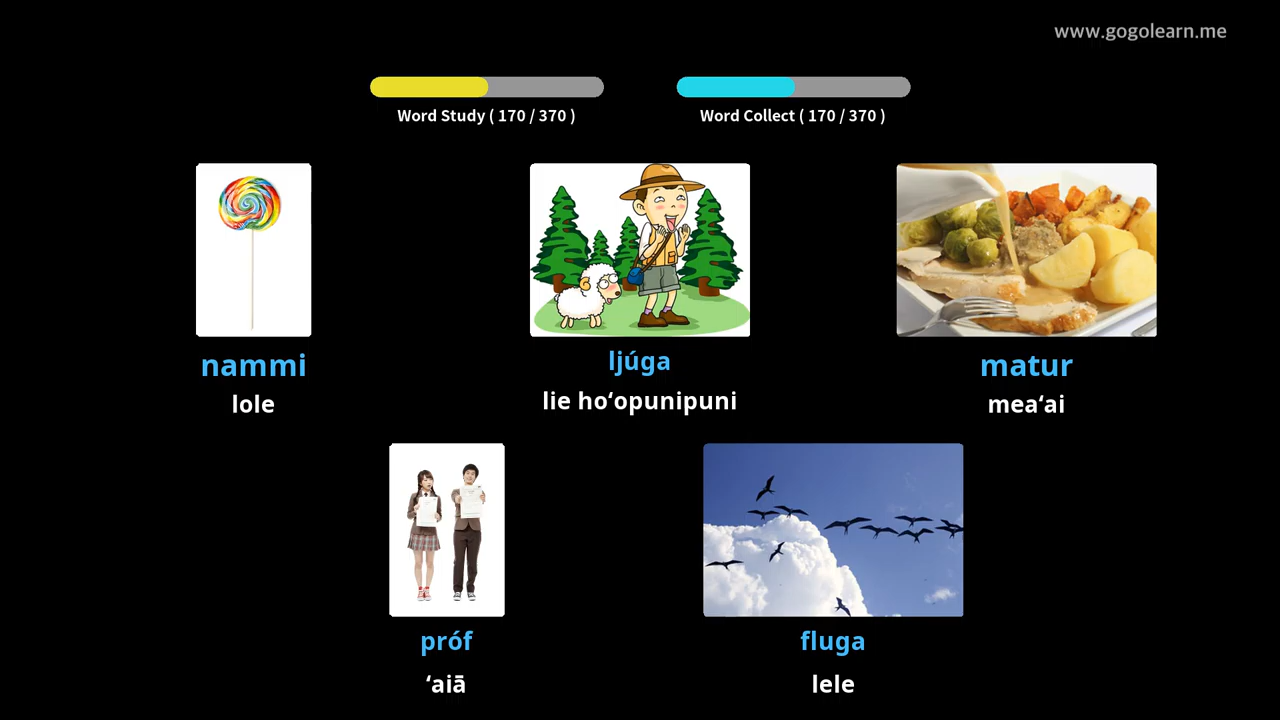 www.gogolearn.me
Word Study ( 170 / 370 )
Word Collect ( 170 / 370 )
nammi
lole
ljúga
lie hoʻopunipuni
matur
meaʻai
próf
ʻaiā
fluga
lele